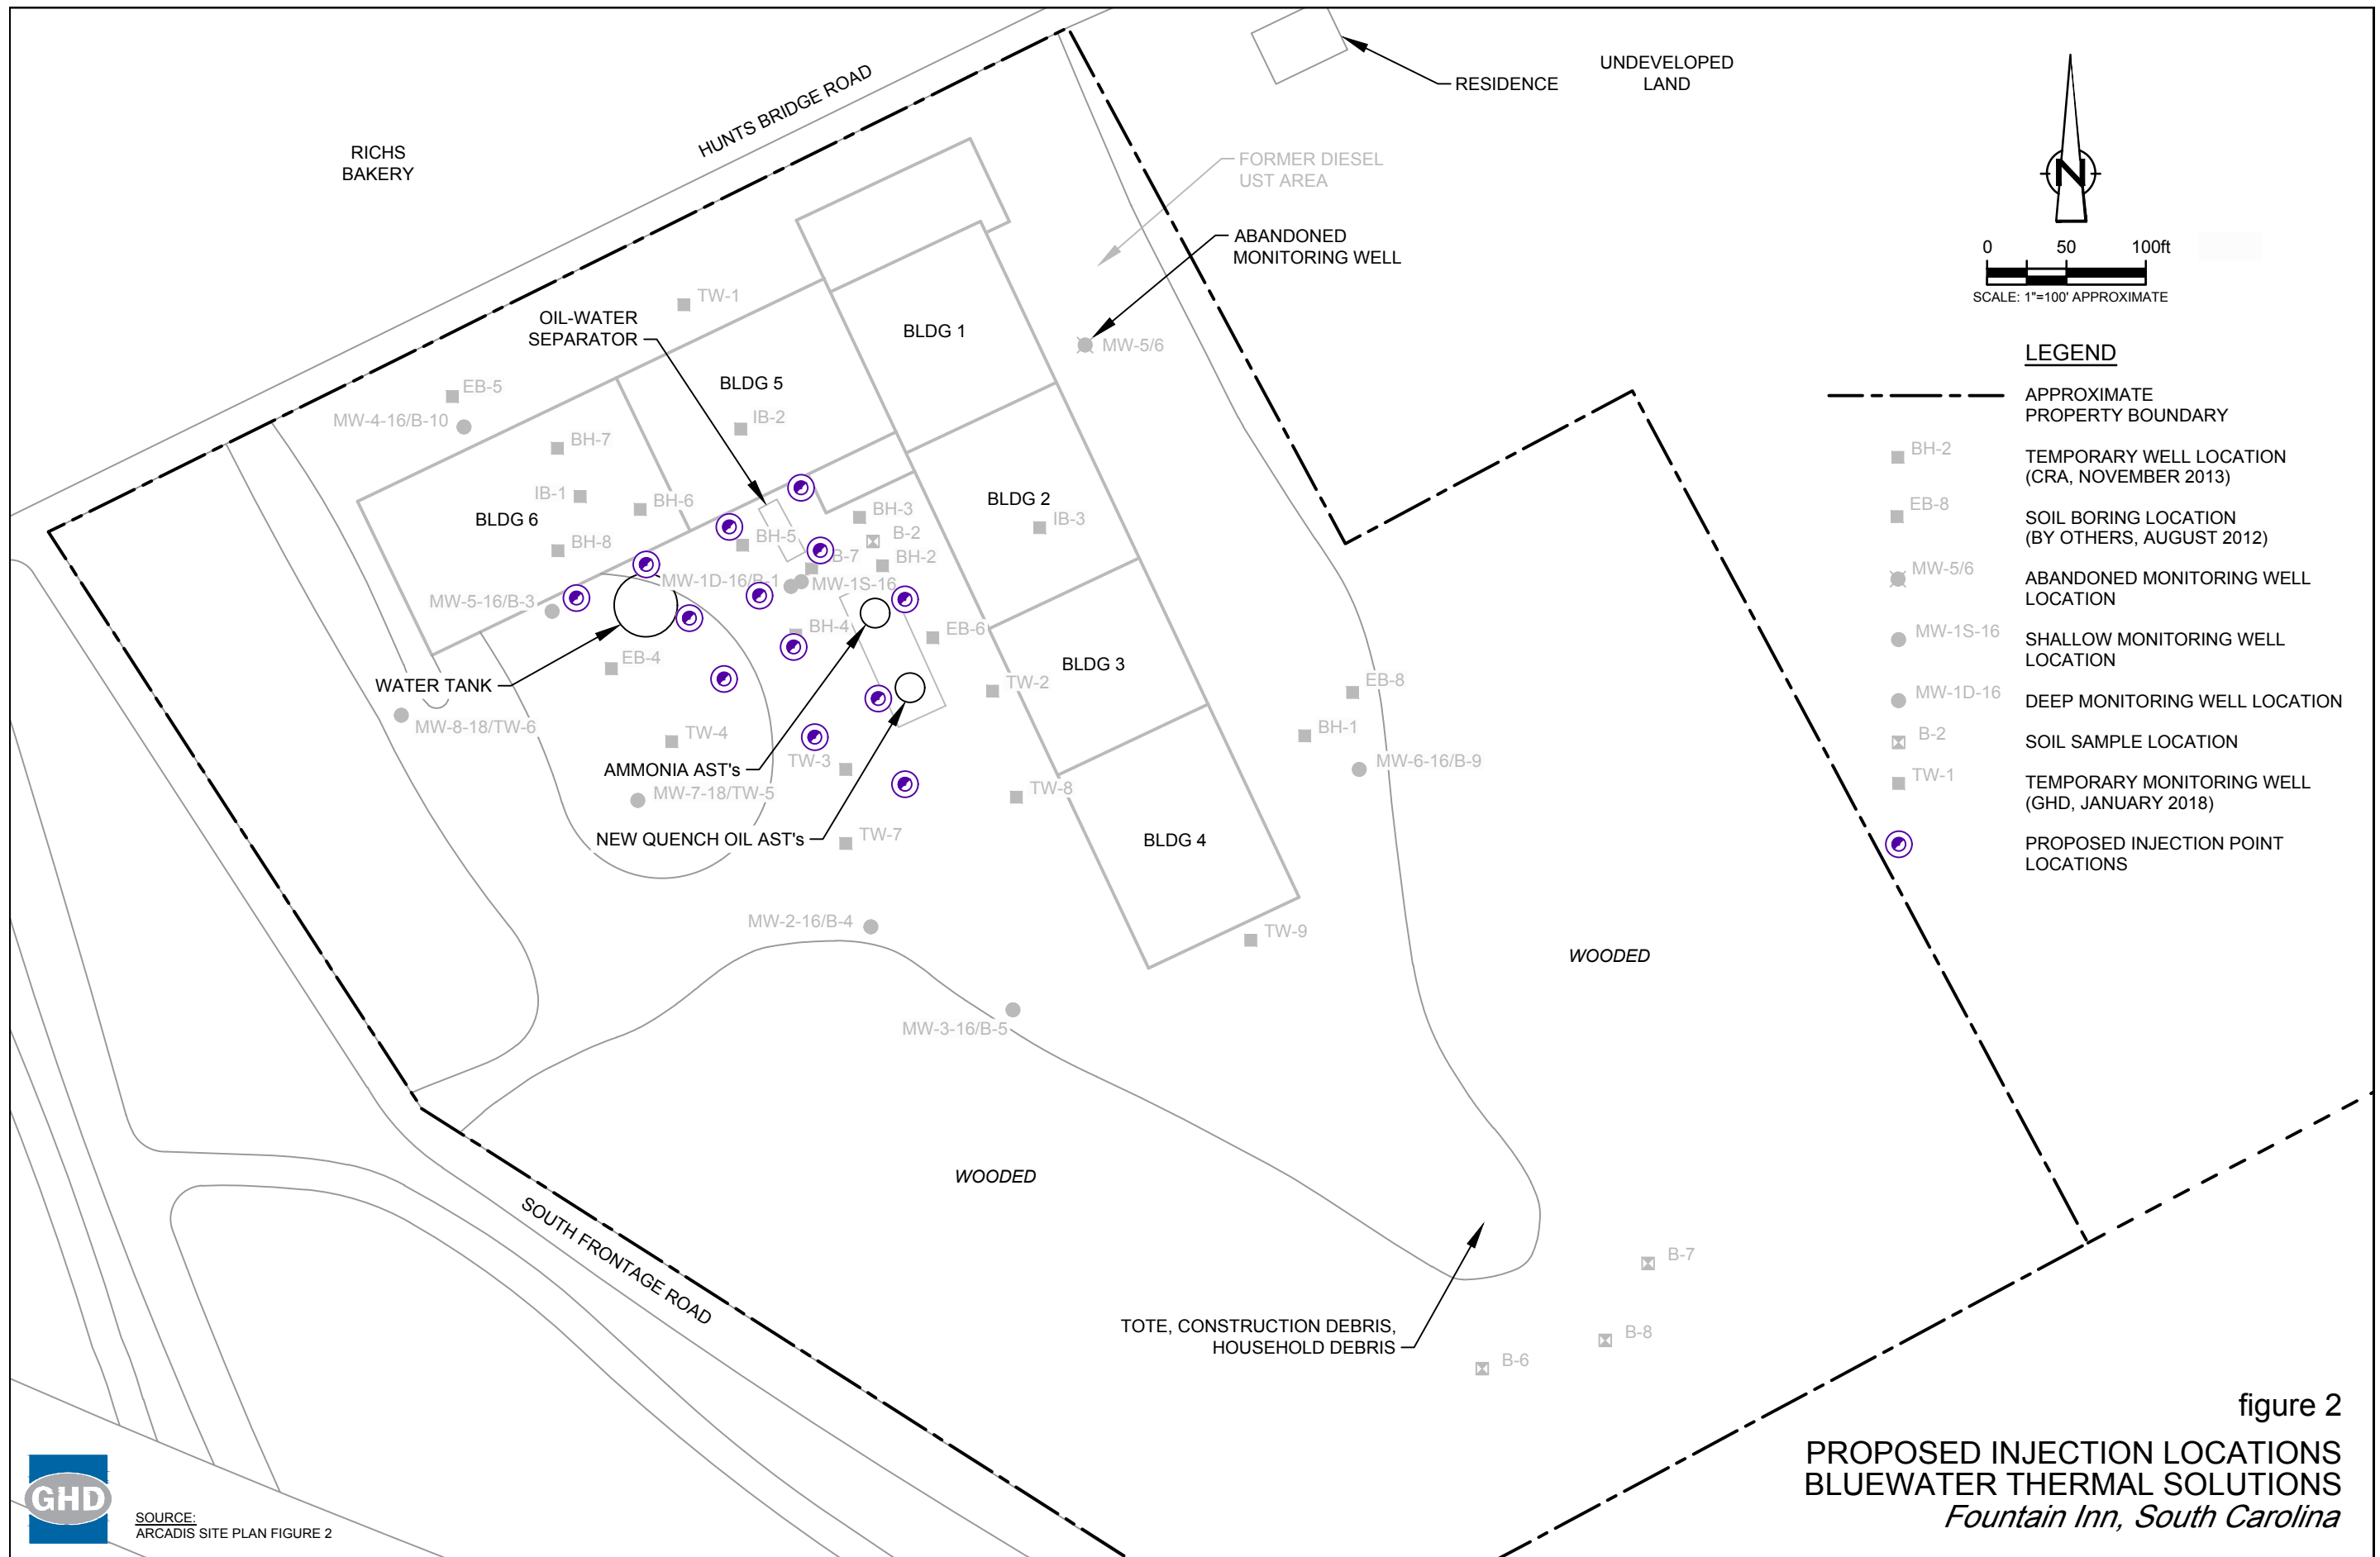 HUNTS BRIDGE ROAD
RICHS
BAKERY
RESIDENCE
UNDEVELOPED
LAND
FORMER DIESEL
UST AREA
ABANDONED
MONITORING WELL
N
0 50 100ft
SCALE: 1"=100' APPROXIMATE
TW-1
OIL-WATER
SEPARATOR
BLDG 1
MW-5/6
BLDG 5
EB-5
MW-4-16/B-10
IB-2
BH-7
IB-1
BH-6
BLDG 6
BH-8
BH-5
BH-3
B-2
B-7
BH-2
BLDG 2
IB-3
MW-1D-16/B-1
MW-1S-16
MW-5-16/B-3
BH-4
EB-6
EB-4
WATER TANK
MW-8-18/TW-6
TW-2
BLDG 3
EB-8
BH-1
TW-4
TW-3
AMMONIA AST's
MW-6-16/B-9
MW-7-18/TW-5
TW-8
NEW QUENCH OIL AST's
TW-7
BLDG 4
MW-2-16/B-4
TW-9
WOODED
MW-3-16/B-5
WOODED
SOUTH FRONTAGE ROAD
B-7
TOTE, CONSTRUCTION DEBRIS,
HOUSEHOLD DEBRIS
B-8
B-6
LEGEND
APPROXIMATE
PROPERTY BOUNDARY
BH-2
TEMPORARY WELL LOCATION
(CRA, NOVEMBER 2013)
EB-8
SOIL BORING LOCATION
(BY OTHERS, AUGUST 2012)
MW-5/6
ABANDONED MONITORING WELL
LOCATION
MW-1S-16
SHALLOW MONITORING WELL
LOCATION
MW-1D-16
DEEP MONITORING WELL LOCATION
B-2
SOIL SAMPLE LOCATION
TW-1
TEMPORARY MONITORING WELL
(GHD, JANUARY 2018)
PROPOSED INJECTION POINT
LOCATIONS
GHD
SOURCE:
ARCADIS SITE PLAN FIGURE 2
figure 2
PROPOSED INJECTION LOCATIONS
BLUEWATER THERMAL SOLUTIONS
Fountain Inn, South Carolina